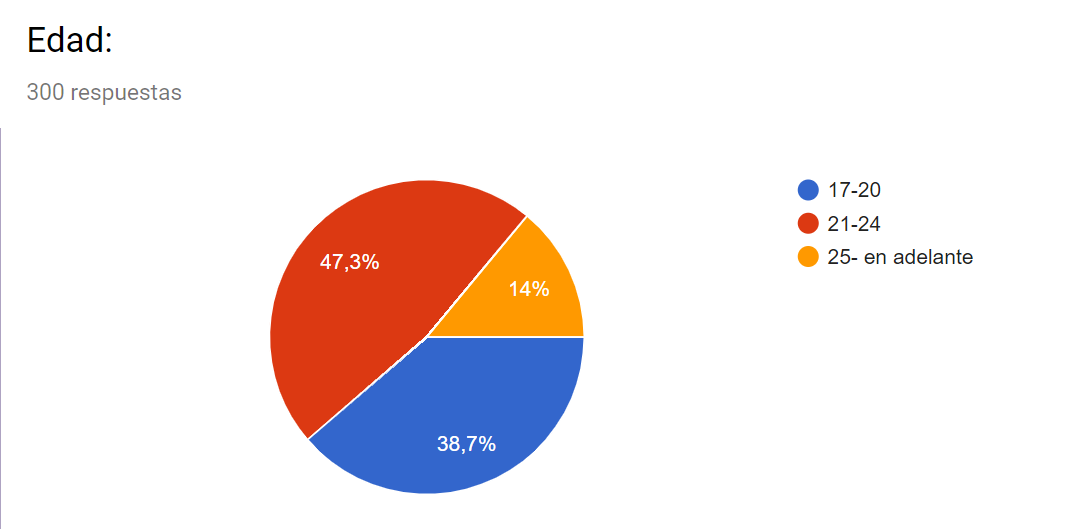 Edad:
300 respuestas
17-20
21-24
25- en adelante
47,3%
14%
38,7%